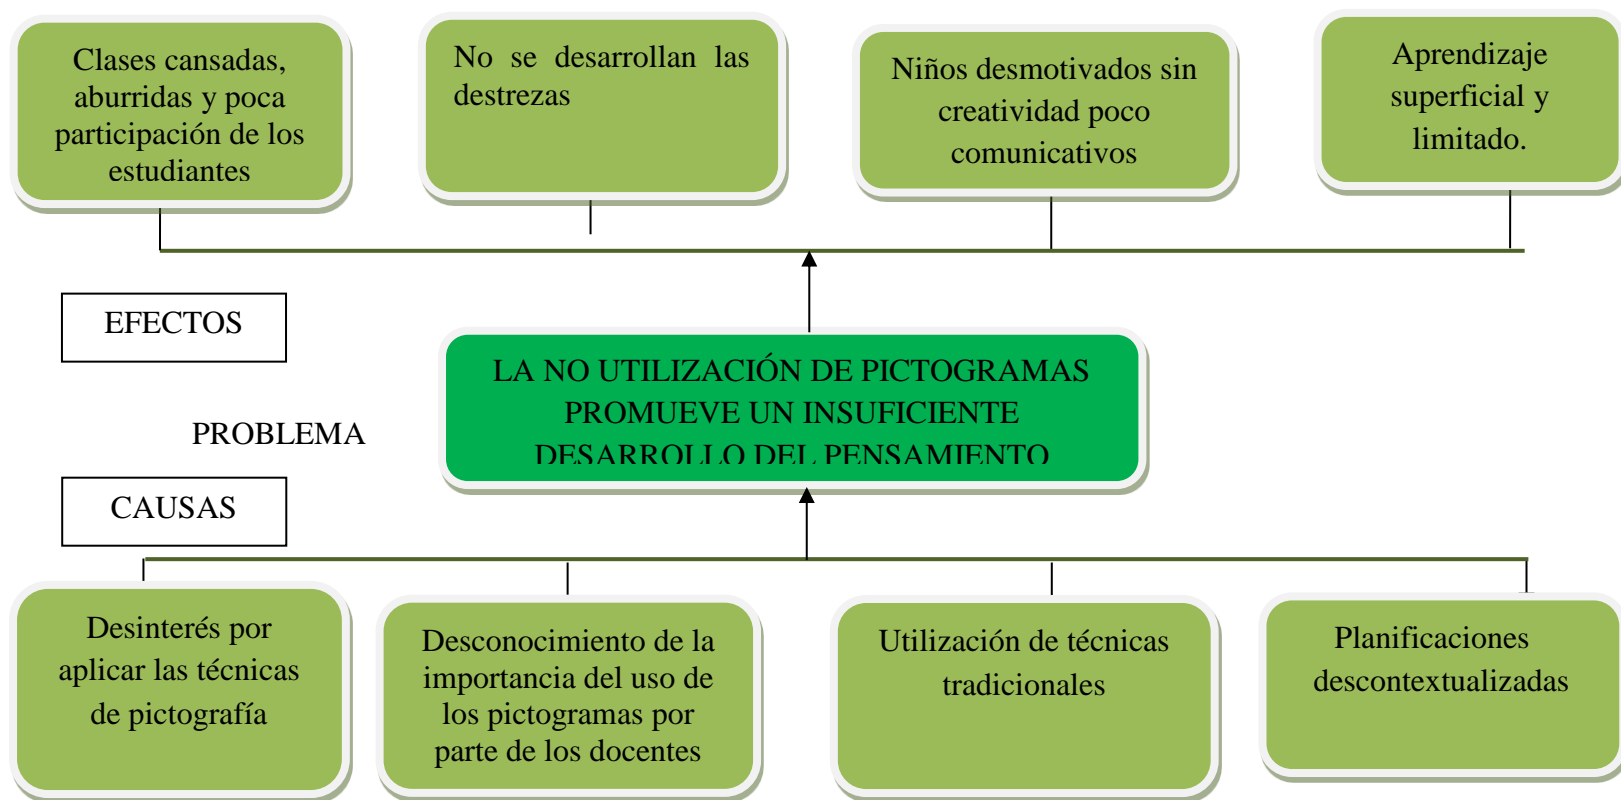 Clases cansadas,
aburridas y poca
participación de los
estudiantes
No se desarrollan las
destrezas
Niños desmotivados sin
creatividad poco
comunicativos
Aprendizaje
superficial y
limitado.
EFECTOS
LA NO UTILIZACIÓN DE PICTOGRAMAS
PROMUEVE UN INSUFICIENTE
DESARROLLO DEL PENSAMIENTO
PROBLEMA
CAUSAS
Desinterés por
aplicar las técnicas
de pictografía
Desconocimiento de la
importancia del uso de
los pictogramas por
parte de los docentes
Utilización de técnicas
tradicionales
Planificaciones
descontextualizadas